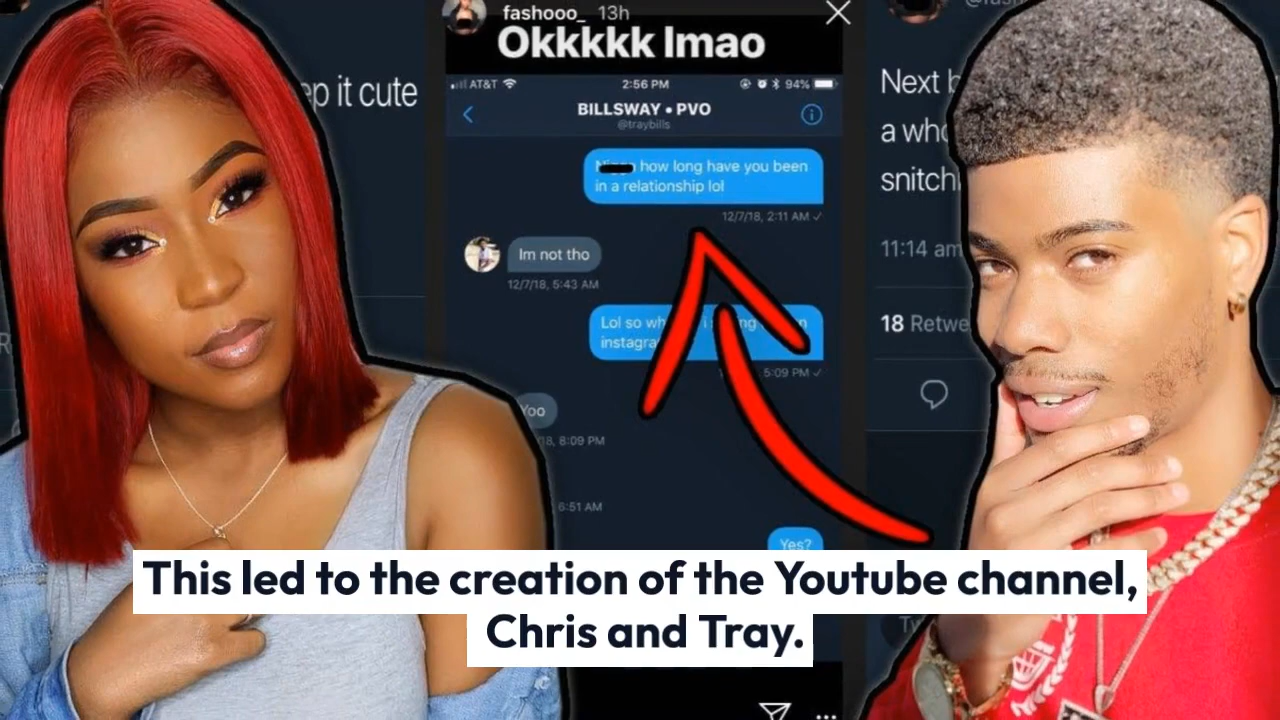 fashooo_ 13h
Okkkkk lmao
AT&T 2:56 PM 94%
BILLSWAY • PVO
@traybills
ep it cute
how long have you been
in a relationship lol
12/7/18, 2:11 AM ✓
Im not tho
12/7/18, 5:43 AM
Lol so
instagra
5:09 PM ✓
Yoo
18, 8:09 PM
6:51 AM
Yes?
Next b
a who
snitch
11:14 am
18 Retwe
Tw
This led to the creation of the Youtube channel,
Chris and Tray.